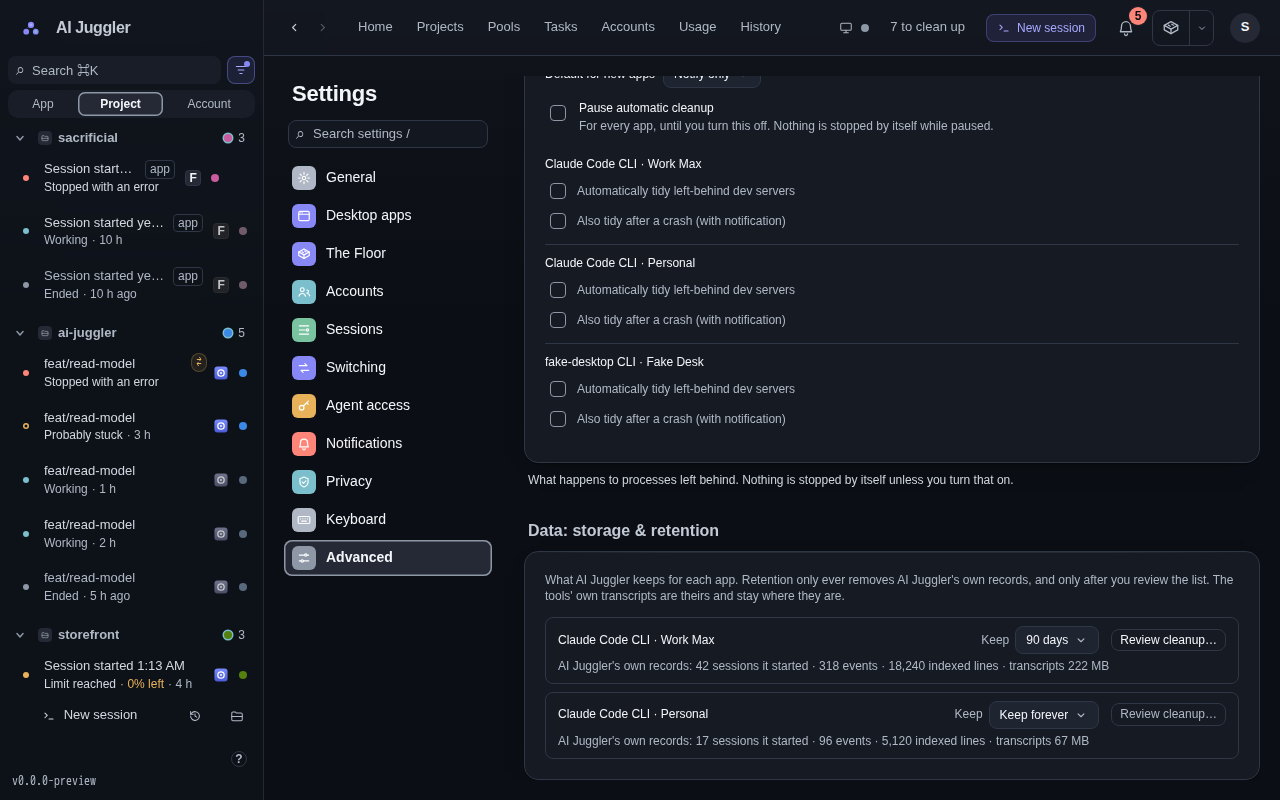 AI Juggler
Home
Projects
Pools
Tasks
Accounts
Usage
History
7 to clean up
New session
5
S
Search ⌘K
App
Project
Account
sacrificial
3
Session start…
app
F
Stopped with an error
Session started ye…
app
F
Working · 10 h
Session started ye…
app
F
Ended · 10 h ago
ai-juggler
5
feat/read-model
Stopped with an error
feat/read-model
Probably stuck · 3 h
feat/read-model
Working · 1 h
feat/read-model
Working · 2 h
feat/read-model
Ended · 5 h ago
storefront
3
Session started 1:13 AM
Limit reached · 0% left · 4 h
New session
?
v0.0.0-preview
Settings
Search settings /
General
Desktop apps
The Floor
Accounts
Sessions
Switching
Agent access
Notifications
Privacy
Keyboard
Advanced
Default for new apps
Notify only
Pause automatic cleanup
For every app, until you turn this off. Nothing is stopped by itself while paused.
Claude Code CLI · Work Max
Automatically tidy left-behind dev servers
Also tidy after a crash (with notification)
Claude Code CLI · Personal
Automatically tidy left-behind dev servers
Also tidy after a crash (with notification)
fake-desktop CLI · Fake Desk
Automatically tidy left-behind dev servers
Also tidy after a crash (with notification)
What happens to processes left behind. Nothing is stopped by itself unless you turn that on.
Data: storage & retention
What AI Juggler keeps for each app. Retention only ever removes AI Juggler's own records, and only after you review the list. The
tools' own transcripts are theirs and stay where they are.
Claude Code CLI · Work Max
Keep
90 days
Review cleanup…
AI Juggler's own records: 42 sessions it started · 318 events · 18,240 indexed lines · transcripts 222 MB
Claude Code CLI · Personal
Keep
Keep forever
Review cleanup…
AI Juggler's own records: 17 sessions it started · 96 events · 5,120 indexed lines · transcripts 67 MB